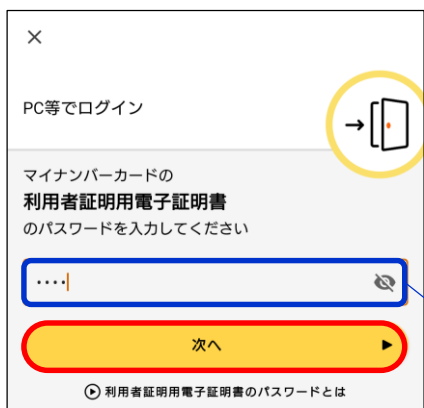 PC等でログイン
マイナンバーカードの
利用者証明用電子証明書
のパスワードを入力してください
••••
次へ
利用者証明用電子証明書のパスワードとは